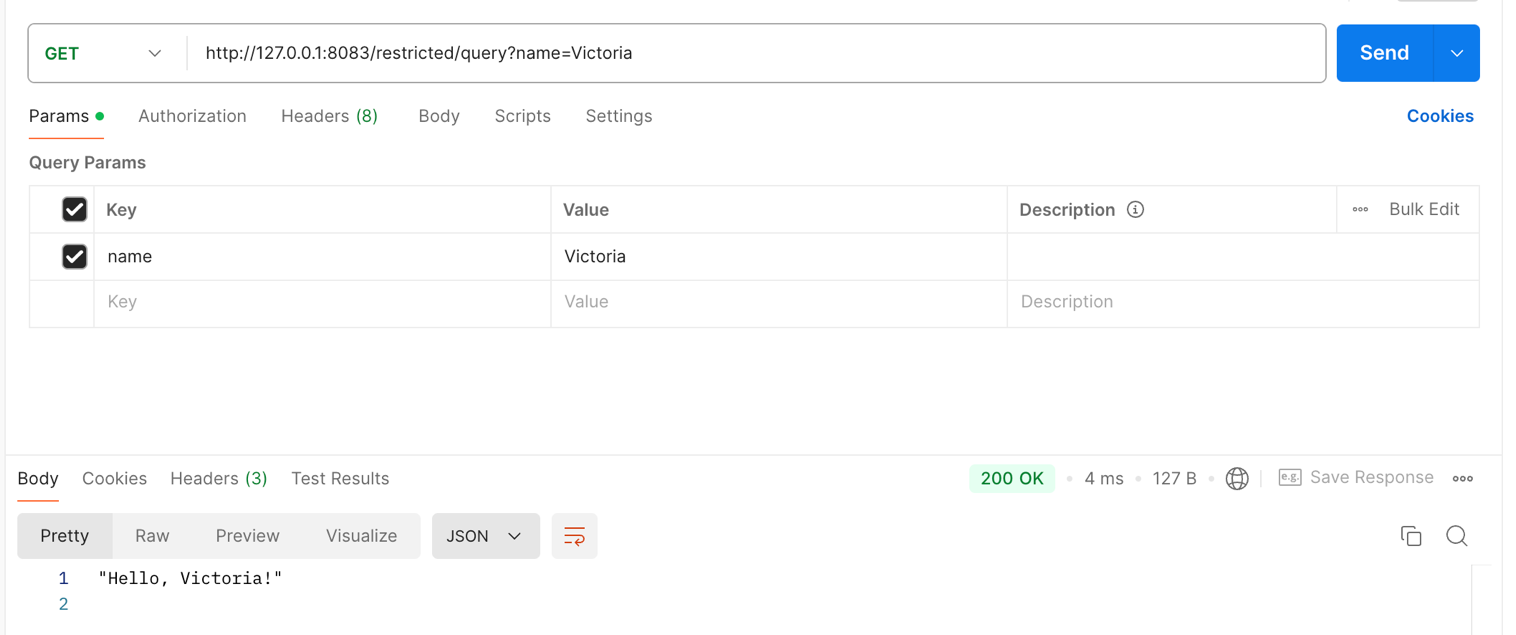 GET http://127.0.0.1:8083/restricted/query?name=Victoria Send
Params Authorization Headers (8) Body Scripts Settings Cookies
Query Params
Key Value Description Bulk Edit
name Victoria
Key Value Description
Body Cookies Headers (3) Test Results 200 OK • 4 ms • 127 B • e.g. Save Response
Pretty Raw Preview Visualize JSON
1 "Hello, Victoria!"
2